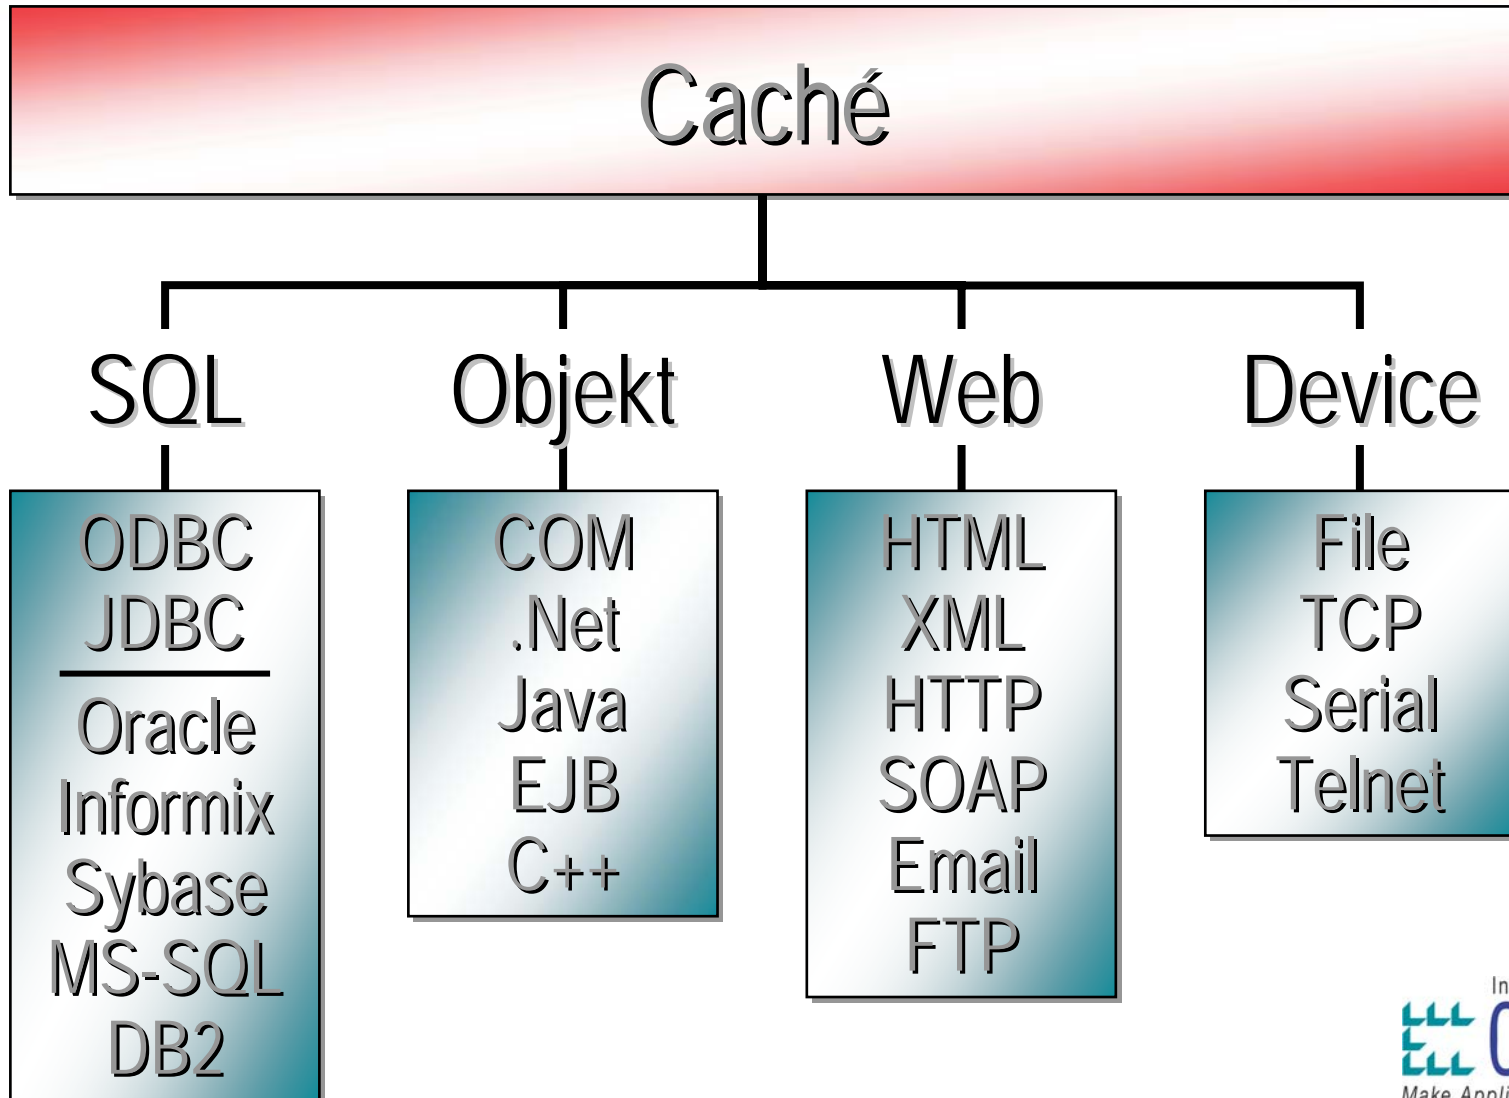 Caché
SQL
ODBC
JDBC
Oracle
Informix
Sybase
MS-SQL
DB2
Objekt
COM
.Net
Java
EJB
C++
Web
HTML
XML
HTTP
SOAP
Email
FTP
Device
File
TCP
Serial
Telnet
Make